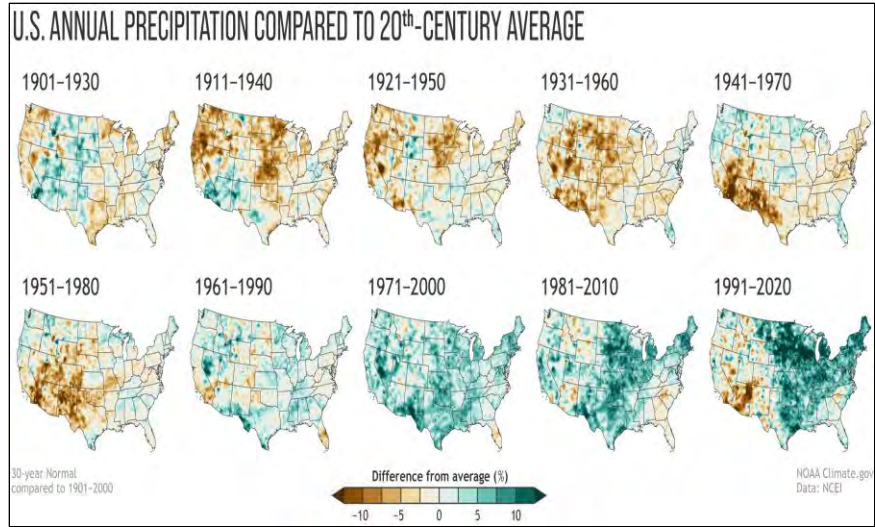 U.S. ANNUAL PRECIPITATION COMPARED TO 20th-CENTURY AVERAGE
1901–1930 1911–1940 1921–1950 1931–1960 1941–1970
1951–1980 1961–1990 1971–2000 1981–2010 1991–2020
30-year Normal
compared to 1901–2000
Difference from average (%)
-10 -5 0 5 10
NOAA Climate.gov
Data: NCEI